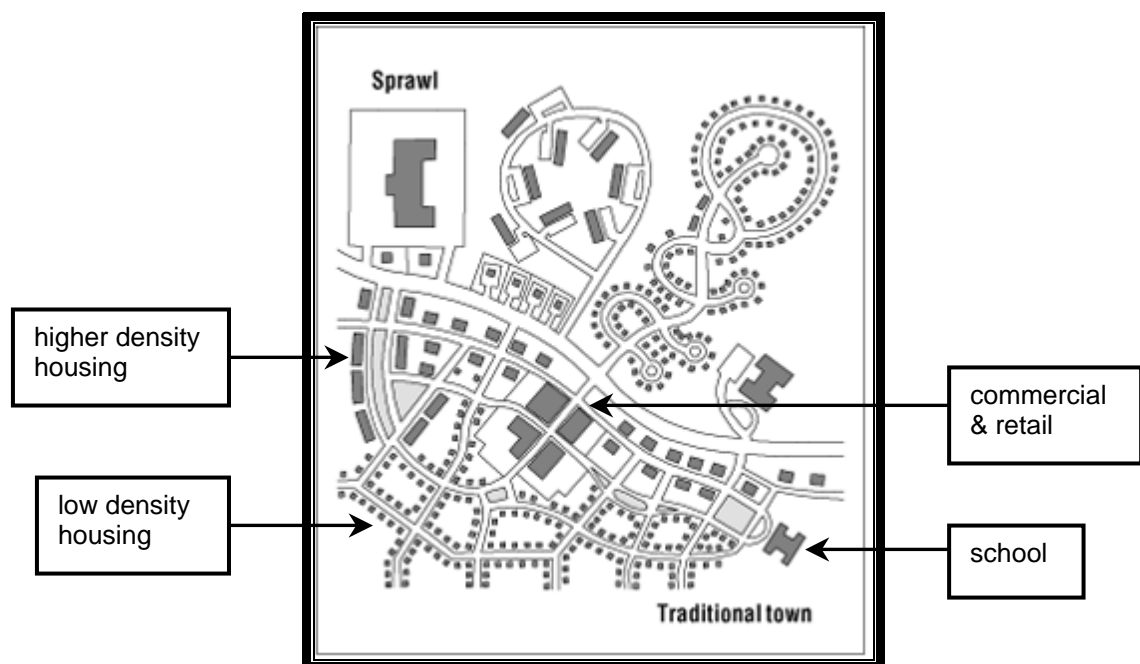 Sprawl
higher density
housing
commercial
& retail
low density
housing
school
Traditional town